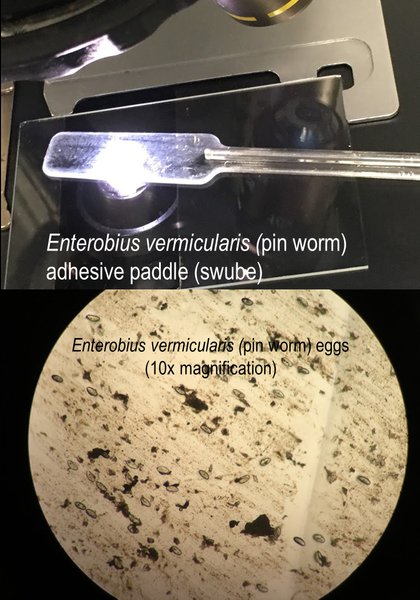 Enterobius vermicularis (pin worm)
adhesive paddle (swube)
Enterobius vermicularis (pin worm) eggs
(10x magnification)